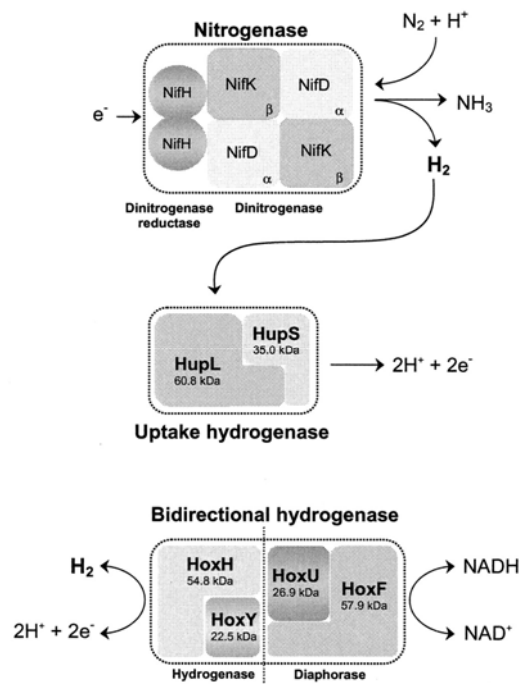 Nitrogenase
N₂ + H⁺
NifH
NifK
β
NifD
α
e⁻
NH₃
NifH
NifD
α
NifK
β
H₂
Dinitrogenase
reductase
Dinitrogenase
HupS
35.0 kDa
HupL
60.8 kDa
2H⁺ + 2e⁻
Uptake hydrogenase
Bidirectional hydrogenase
H₂
HoxH
54.8 kDa
HoxU
26.9 kDa
HoxF
57.9 kDa
NADH
HoxY
22.5 kDa
2H⁺ + 2e⁻
NAD⁺
Hydrogenase
Diaphorase